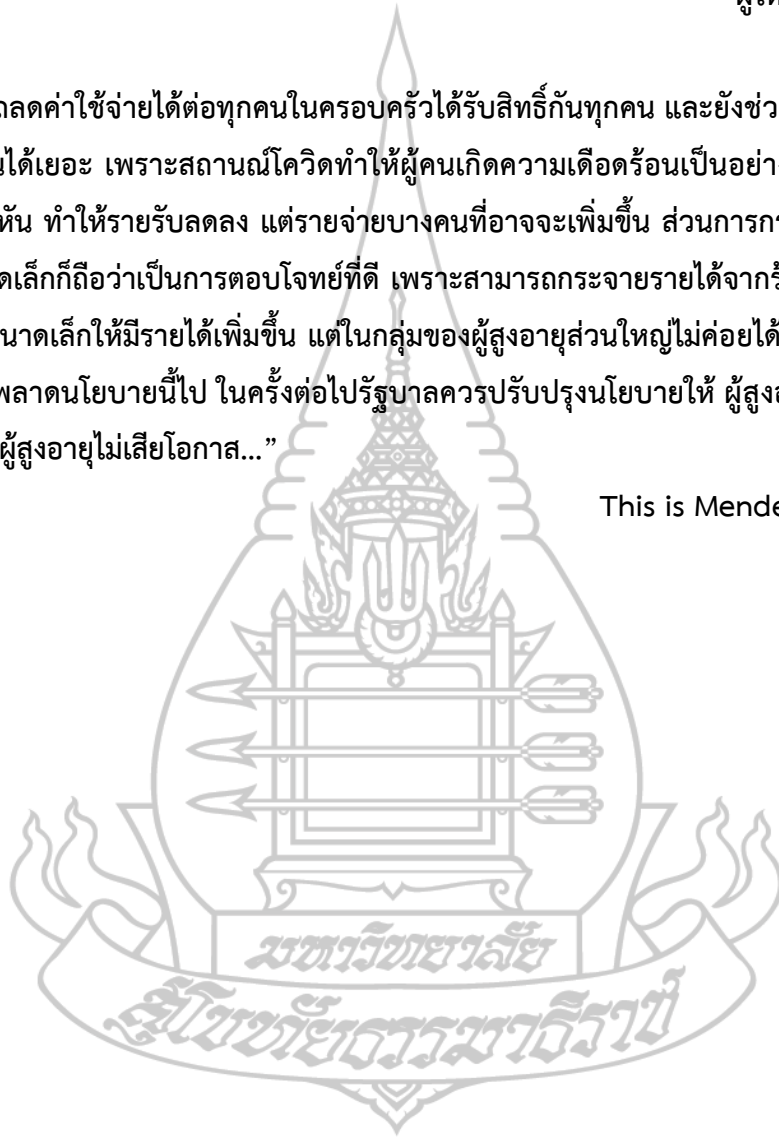 ลดค่าใช้จ่ายได้ต่อทุกคนในครอบครัวได้รับสิทธิ์กันทุกคน และยังช่ว
ได้เยอะ เพราะสถานณ์โควิดทำให้ผู้คนเกิดความเดือดร้อนเป็นอย่า
หัน ทำให้รายรับลดลง แต่รายจ่ายบางคนที่อาจจะเพิ่มขึ้น ส่วนการก
ดเล็กก็ถือว่าเป็นการตอบโจทย์ที่ดี เพราะสามารถกระจายรายได้จากร้
นาดเล็กให้มีรายได้เพิ่มขึ้น แต่ในกลุ่มของผู้สูงอายุส่วนใหญ่ไม่ค่อยได้
พลาดนโยบายนี้ไป ในครั้งต่อไปรัฐบาลควรปรับปรุงนโยบายให้ ผู้สูง
ผู้สูงอายุไม่เสียโอกาส...”
This is Mende
มหาวิทยาลัย
สุโขทัยธรรมาธิราช